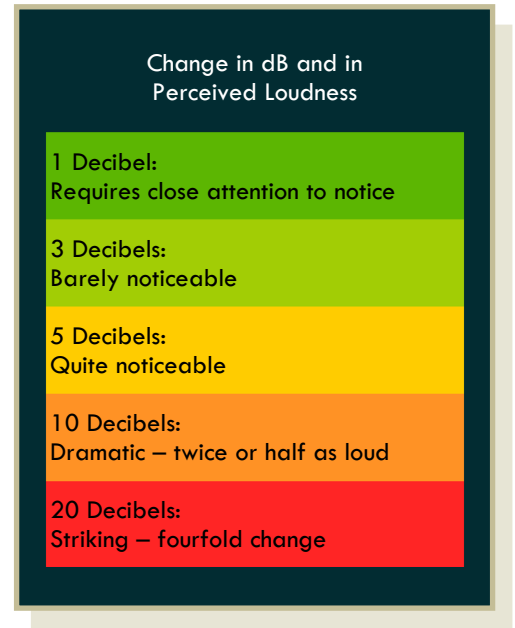 Change in dB and in
Perceived Loudness
1 Decibel:
Requires close attention to notice
3 Decibels:
Barely noticeable
5 Decibels:
Quite noticeable
10 Decibels:
Dramatic – twice or half as loud
20 Decibels:
Striking – fourfold change